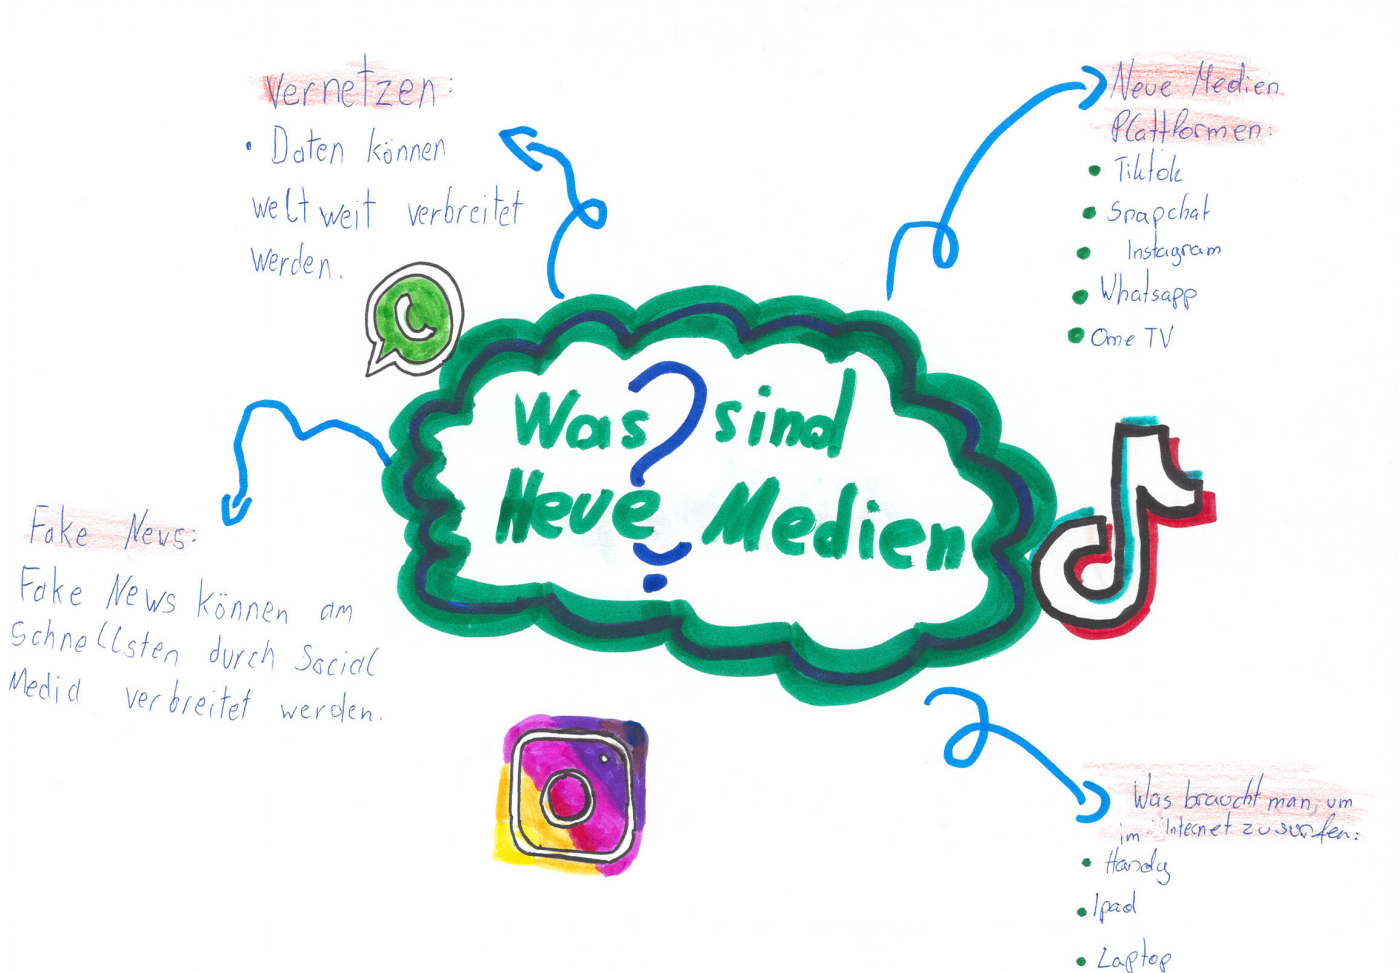 Vernetzen:
• Daten können
weltweit verbreitet
werden.
Neue Medien
Plattformen:
• Tiktok
• Snapchat
• Instagram
• Whatsapp
• Ome TV
Was sind
Neue Medien
?
Fake News:
Fake News können am
Schnellsten durch Social
Media verbreitet werden.
Was braucht man, um
im Internet zu surfen:
• Handy
• Ipad
• Laptop